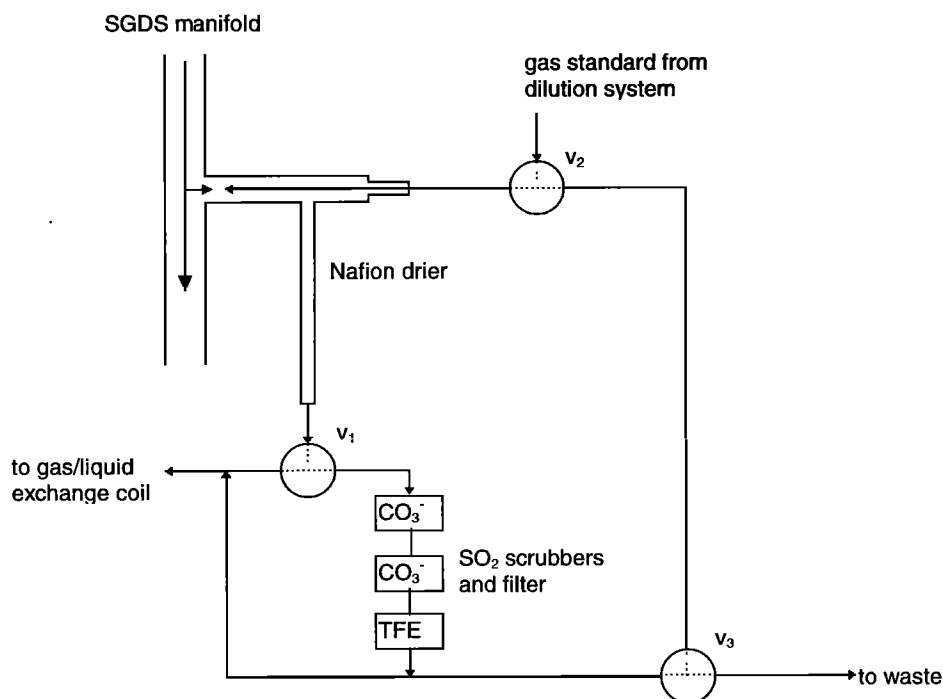 SGDS manifold
gas standard from
dilution system
v₂
Nafion drier
v₁
to gas/liquid
exchange coil
CO₃⁻
CO₃⁻
SO₂ scrubbers
and filter
TFE
v₃
to waste